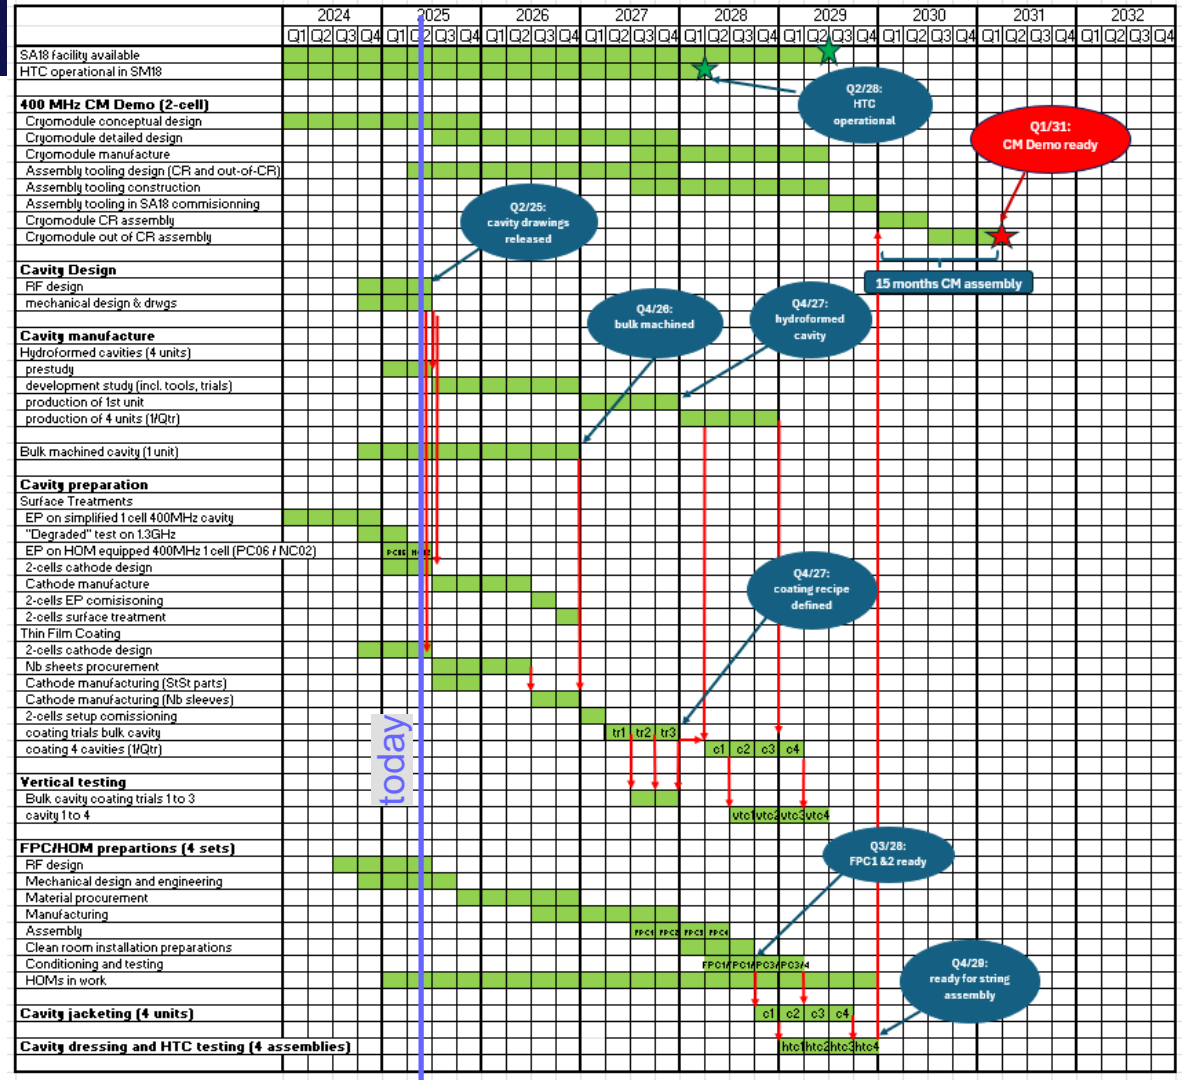 2024 2025 2026 2027 2028 2029 2030 2031 2032
Q1 Q2 Q3 Q4 Q1 Q2 Q3 Q4 Q1 Q2 Q3 Q4 Q1 Q2 Q3 Q4 Q1 Q2 Q3 Q4 Q1 Q2 Q3 Q4 Q1 Q2 Q3 Q4 Q1 Q2 Q3 Q4 Q1 Q2 Q3 Q4
SA18 facility available
HTC operational in SM18
Q2/28:
HTC
operational
400 MHz CM Demo (2-cell)
Cryomodule conceptual design
Q1/31:
CM Demo ready
Cryomodule detailed design
Cryomodule manufacture
Assembly tooling design (CR and out-of-CR)
Assembly tooling construction
Assembly tooling in SA18 commisionning
Cryomodule CR assembly
Cryomodule out of CR assembly
Q2/25:
cavity drawings
released
15 months CM assembly
Cavity Design
RF design
mechanical design & drwgs
Q4/26:
bulk machined
Q4/27:
hydroformed
cavity
Cavity manufacture
Hydroformed cavities (4 units)
prestudy
development study (incl. tools, trials)
production of 1st unit
production of 4 units (1/Qtr)
Bulk machined cavity (1 unit)
Cavity preparation
Surface Treatments
EP on simplified 1 cell 400MHz cavity
"Degraded" test on 1.3GHz
EP on HOM equipped 400MHz 1 cell (PC06 / NC02)
2-cells cathode design
Cathode manufacture
2-cells EP comisisoning
2-cells surface treatment
Q4/27:
coating recipe
defined
Thin Film Coating
2-cells cathode design
Nb sheets procurement
Cathode manufacturing (StSt parts)
Cathode manufacturing (Nb sleeves)
2-cells setup comissioning
coating trials bulk cavity tr1 tr2 tr3
coating 4 cavities (1/Qtr) c1 c2 c3 c4
today
Vertical testing
Bulk cavity coating trials 1 to 3
cavity 1 to 4 vtc1 vtc2 vtc3 vtc4
FPC/HOM prepartions (4 sets)
Q3/28:
FPC1 &2 ready
RF design
Mechanical design and engineering
Material procurement
Manufacturing
Assembly FPC1 FPC2 FPC3 FPC4
Clean room installation preparations
Conditioning and testing
HOMs in work
Q4/29:
ready for string
assembly
Cavity jacketing (4 units) c1 c2 c3 c4
Cavity dressing and HTC testing (4 assemblies) htc1 htc2 htc3 htc4